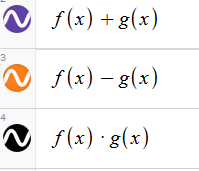 f(x) + g(x)
3
f(x) − g(x)
4
f(x) · g(x)